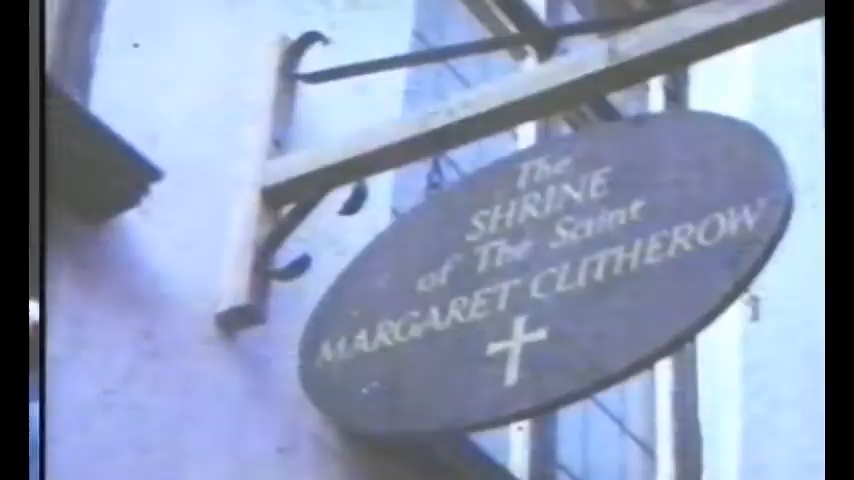 The
SHRINE
of The Saint
MARGARET CLITHEROW